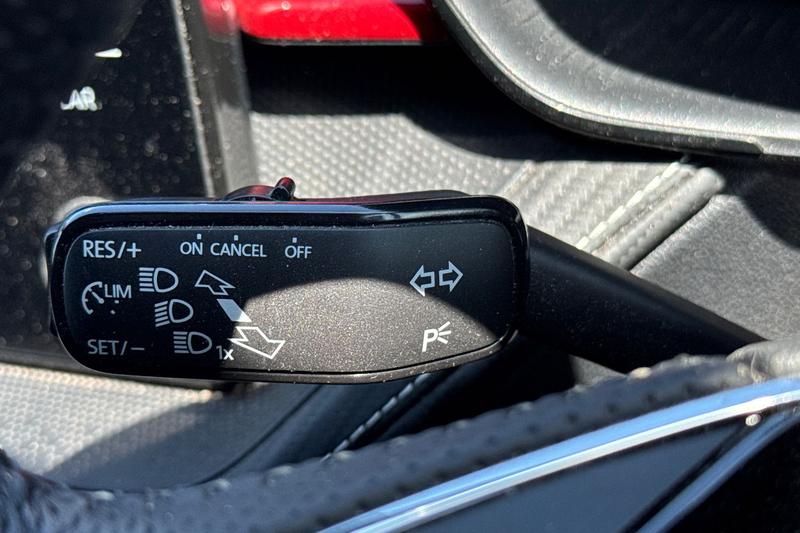 RES/+ ON CANCEL OFF
LIM
SET/− 1x
P